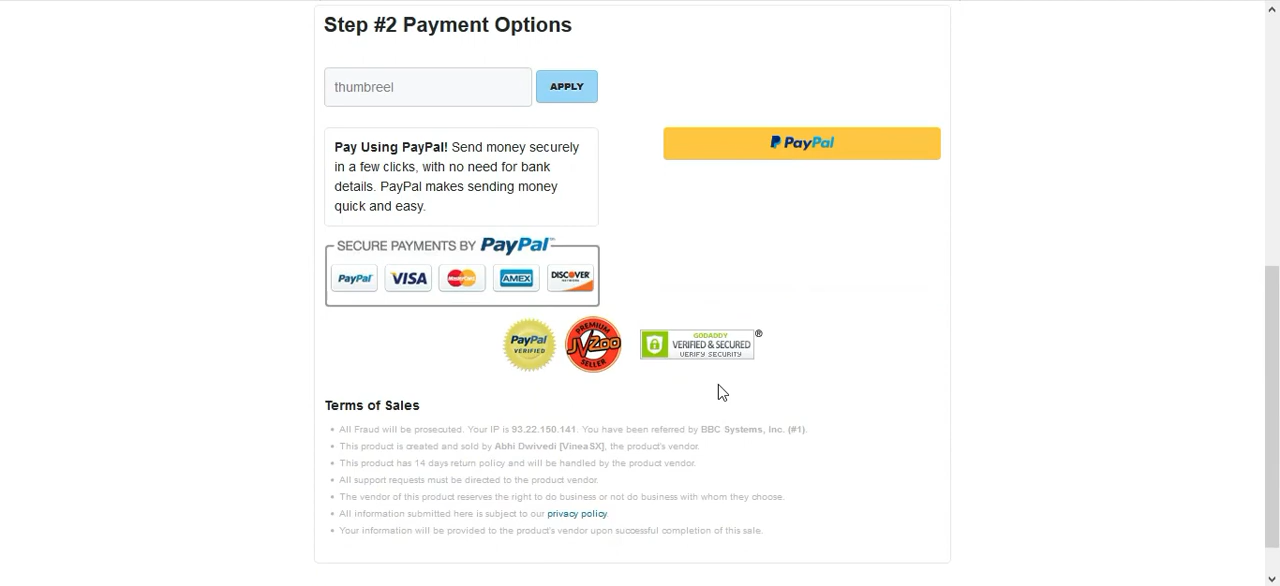 Step #2 Payment Options
thumbreel
APPLY
PayPal
Pay Using PayPal! Send money securely
in a few clicks, with no need for bank
details. PayPal makes sending money
quick and easy.
SECURE PAYMENTS BY PayPal™
PayPal VISA MasterCard AMEX DISCOVER NETWORK
PayPal
VERIFIED
PREMIUM
JVZoo
SELLER
GODADDY
VERIFIED & SECURED
VERIFY SECURITY
®
Terms of Sales
• All Fraud will be prosecuted. Your IP is 93.22.150.141. You have been referred by BBC Systems, Inc. (#1).
• This product is created and sold by Abhi Dwivedi [VineaSX], the product's vendor.
• This product has 14 days return policy and will be handled by the product vendor.
• All support requests must be directed to the product vendor.
• The vendor of this product reserves the right to do business or not do business with whom they choose.
• All information submitted here is subject to our privacy policy
• Your information will be provided to the product's vendor upon successful completion of this sale.